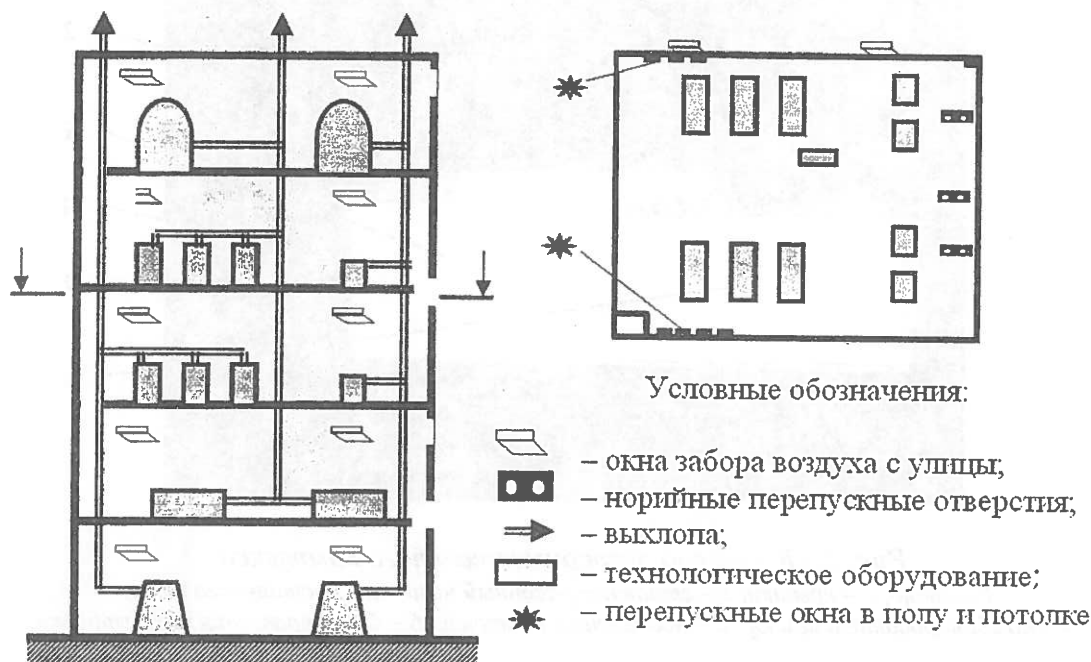 Условные обозначения:
– окна забора воздуха с улицы;
– норийные перепускные отверстия;
– выхлопа;
– технологическое оборудование;
– перепускные окна в полу и потолке